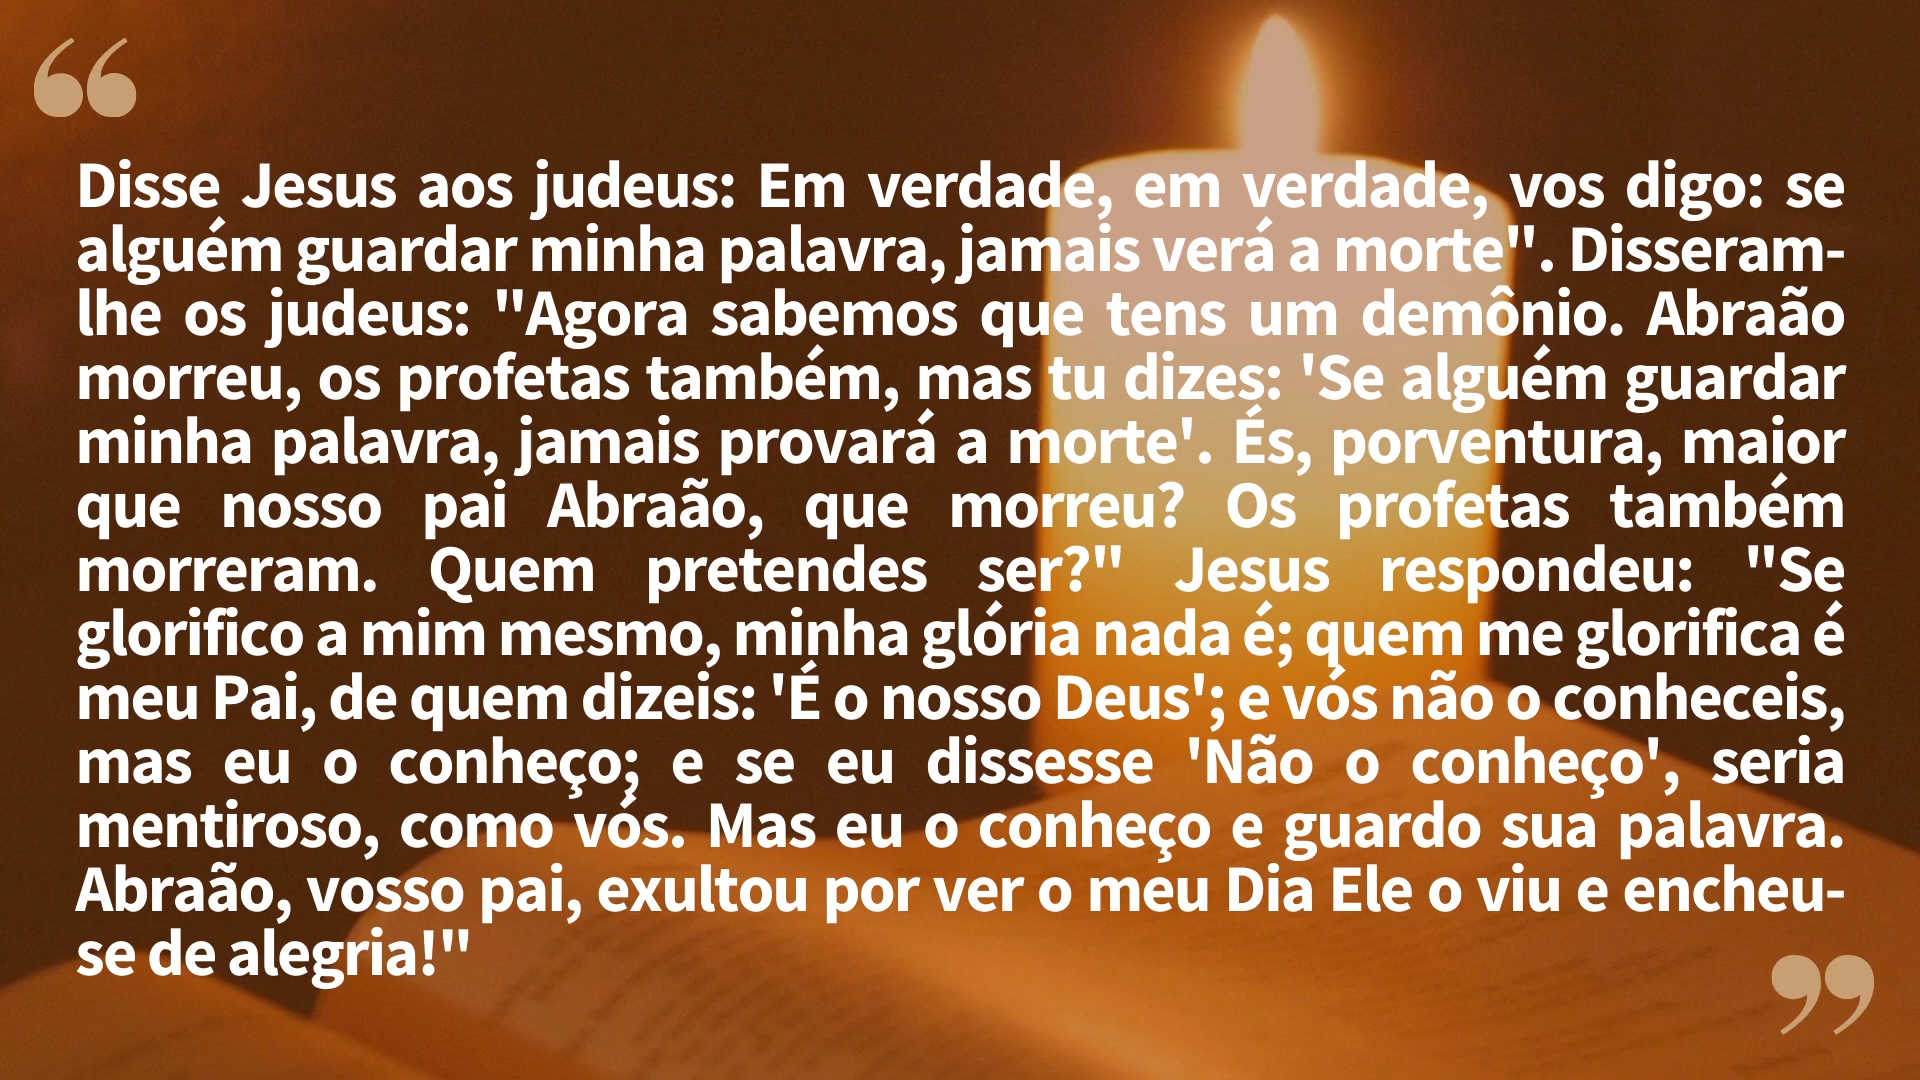 “
Disse Jesus aos judeus: Em verdade, em verdade, vos digo: se
alguém guardar minha palavra, jamais verá a morte". Disseram-
lhe os judeus: "Agora sabemos que tens um demônio. Abraão
morreu, os profetas também, mas tu dizes: 'Se alguém guardar
minha palavra, jamais provará a morte'. És, porventura, maior
que nosso pai Abraão, que morreu? Os profetas também
morreram. Quem pretendes ser?" Jesus respondeu: "Se
glorifico a mim mesmo, minha glória nada é; quem me glorifica é
meu Pai, de quem dizeis: 'É o nosso Deus'; e vós não o conheceis,
mas eu o conheço; e se eu dissesse 'Não o conheço', seria
mentiroso, como vós. Mas eu o conheço e guardo sua palavra.
Abraão, vosso pai, exultou por ver o meu Dia Ele o viu e encheu-
se de alegria!"
”